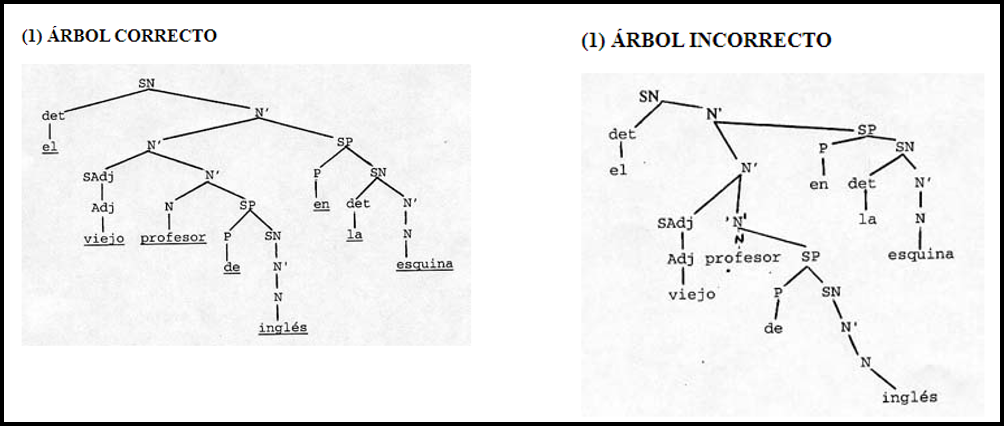 (1) ÁRBOL CORRECTO
SN
det N'
el
N' SP
SAdj N' P SN
Adj N SP en det N'
viejo profesor P SN la N
de N' esquina
N
inglés
(1) ÁRBOL INCORRECTO
SN
N'
det SP
P SN
el en det N'
N' la N
SAdj 'N' esquina
N
Adj profesor SP
viejo P SN
de N'
N
inglés